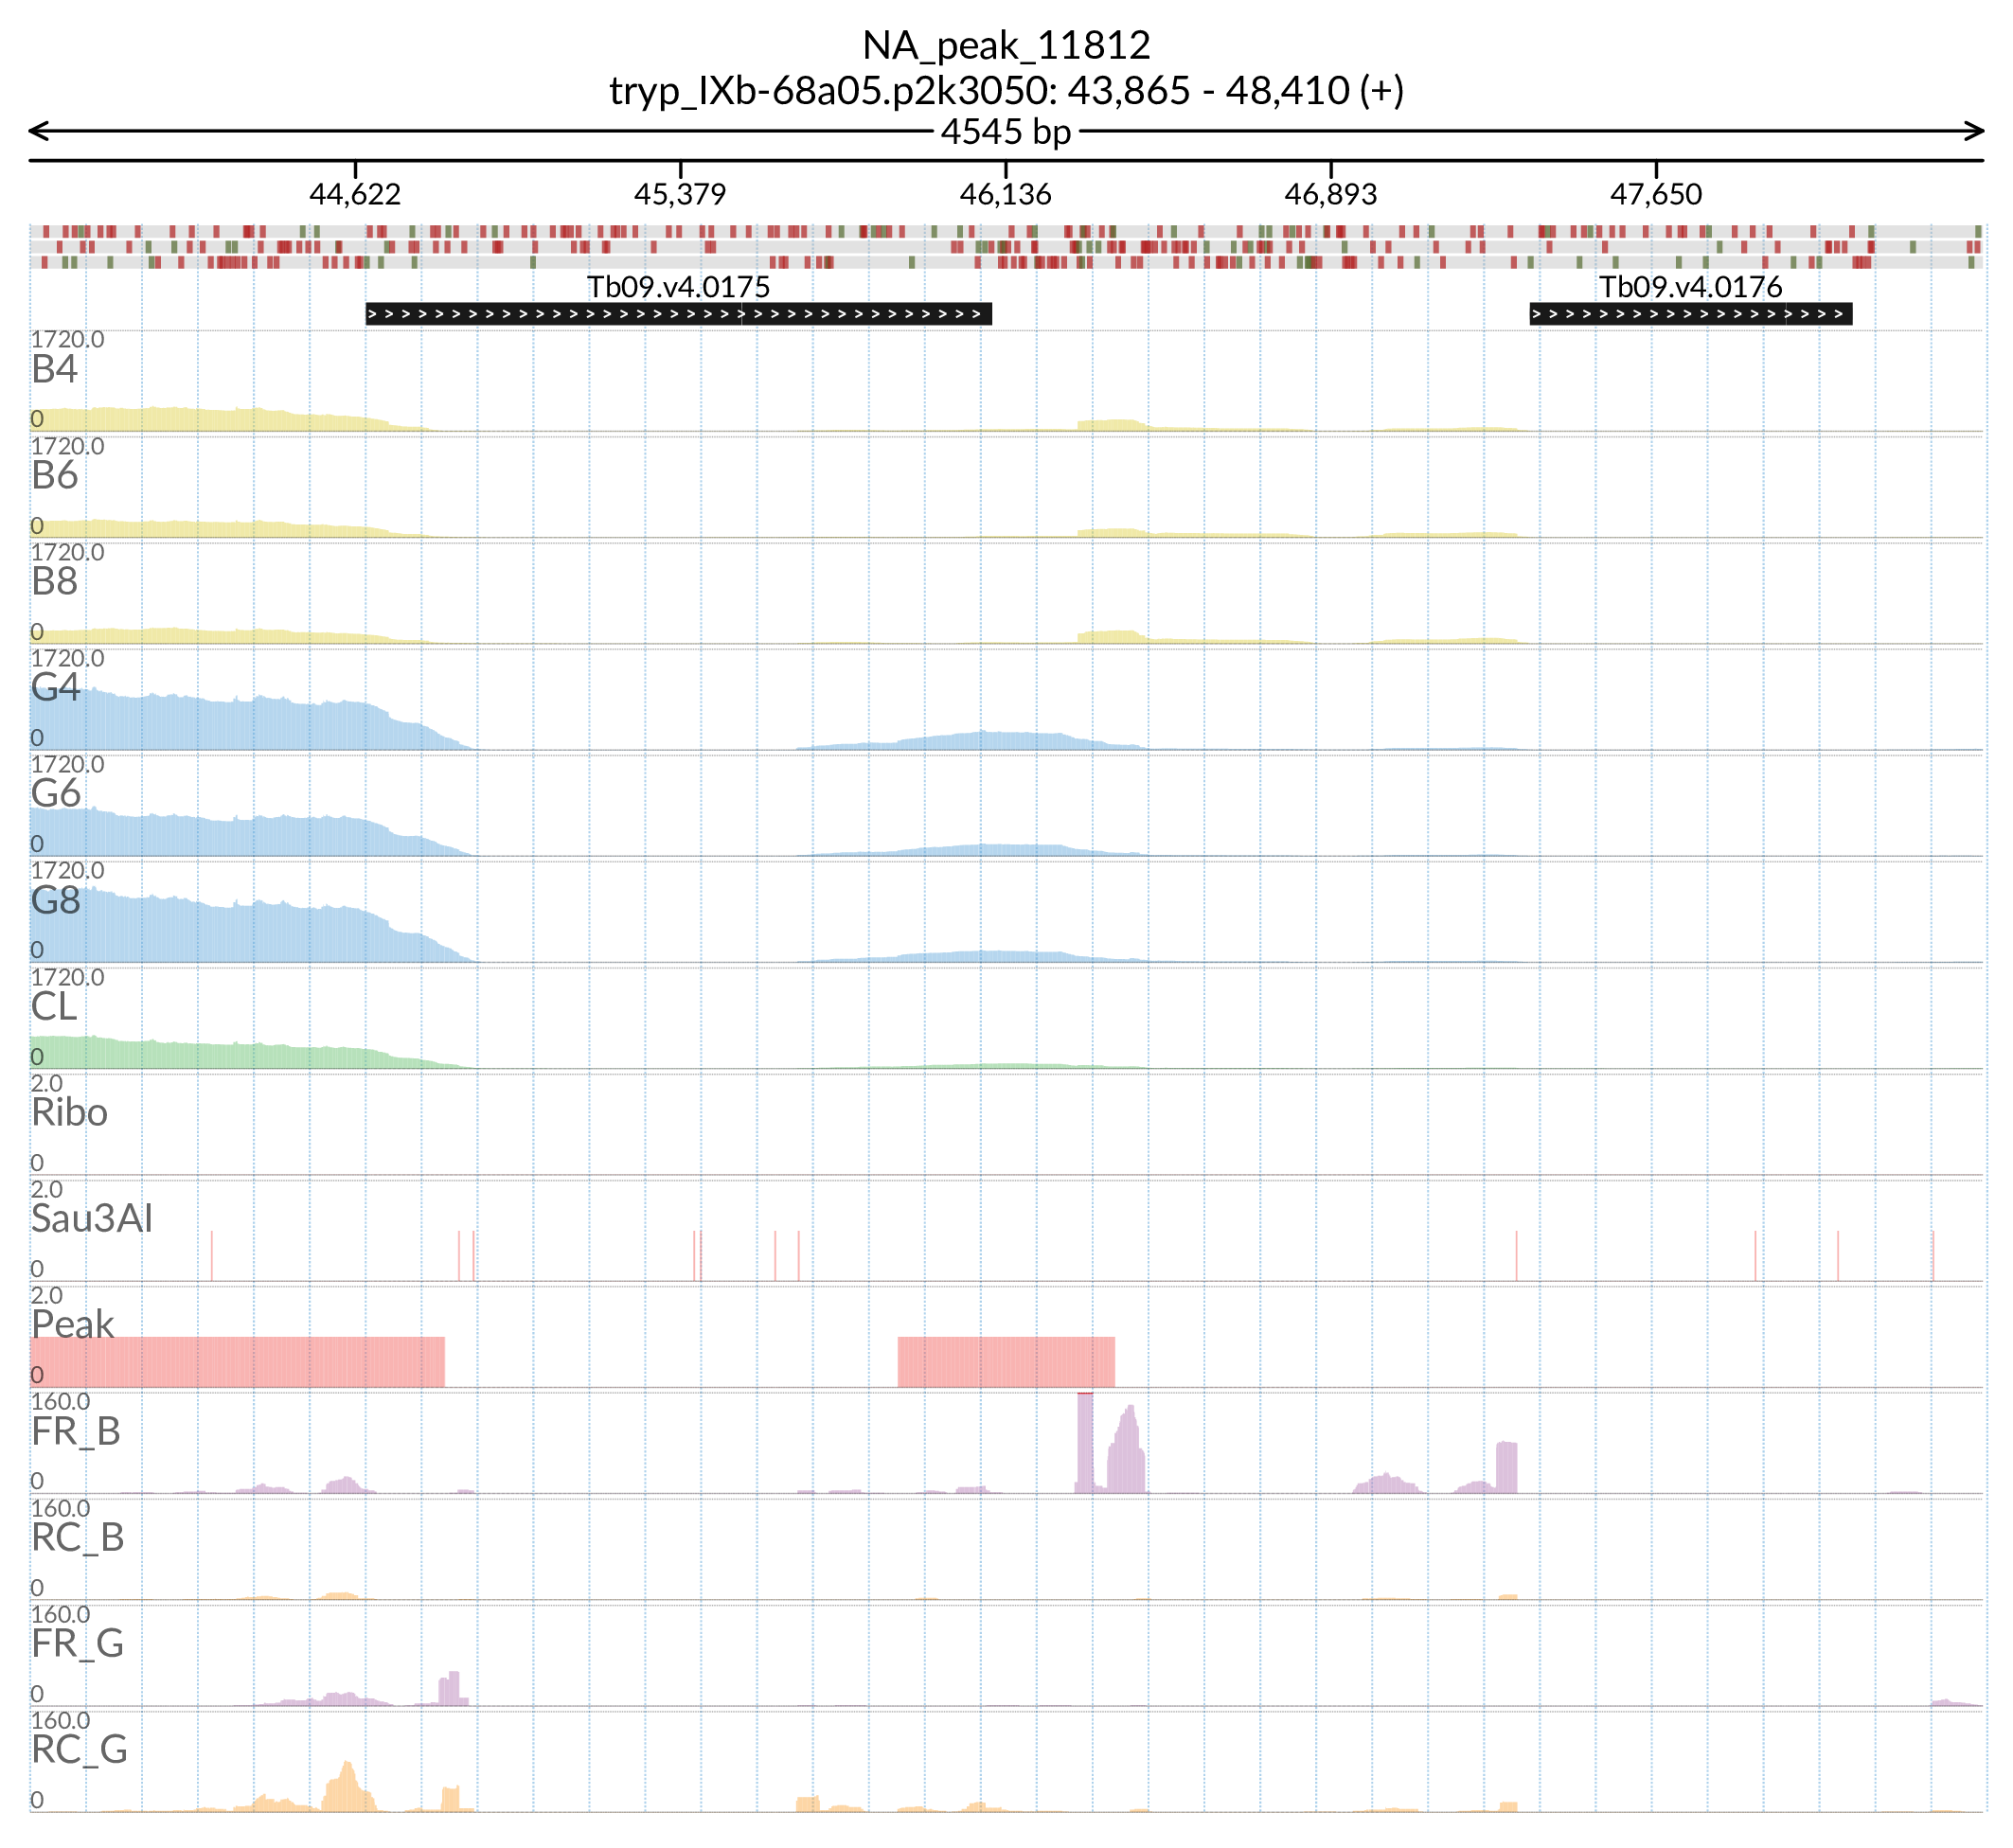 NA_peak_11812
tryp_IXb-68a05.p2k3050: 43,865 - 48,410 (+)
4545 bp
44,622 45,379 46,136 46,893 47,650
Tb09.v4.0175 Tb09.v4.0176
1720.0
B4
0
1720.0
B6
0
1720.0
B8
0
1720.0
G4
0
1720.0
G6
0
1720.0
G8
0
1720.0
CL
0
2.0
Ribo
0
2.0
Sau3AI
0
2.0
Peak
0
160.0
FR_B
0
160.0
RC_B
0
160.0
FR_G
0
160.0
RC_G
0